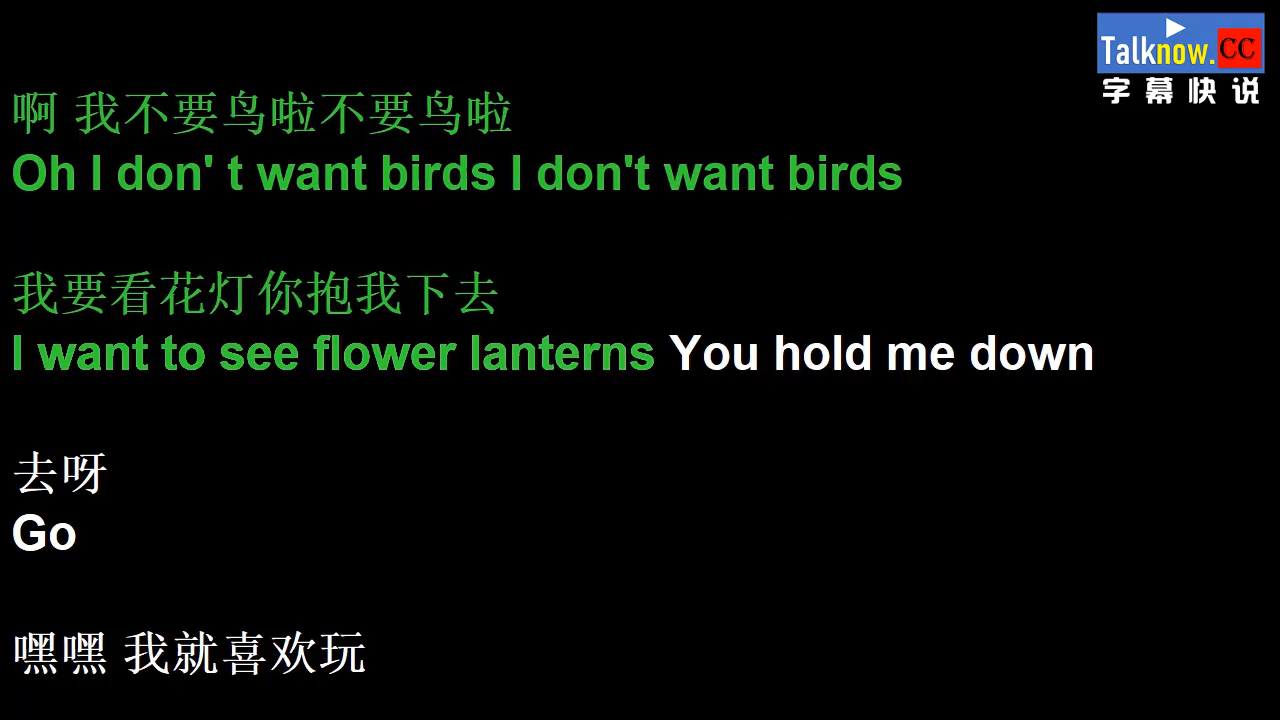 Talknow.CC
字幕快说
啊 我不要鸟啦不要鸟啦
Oh I don' t want birds I don't want birds
我要看花灯你抱我下去
I want to see flower lanterns You hold me down
去呀
Go
嘿嘿 我就喜欢玩